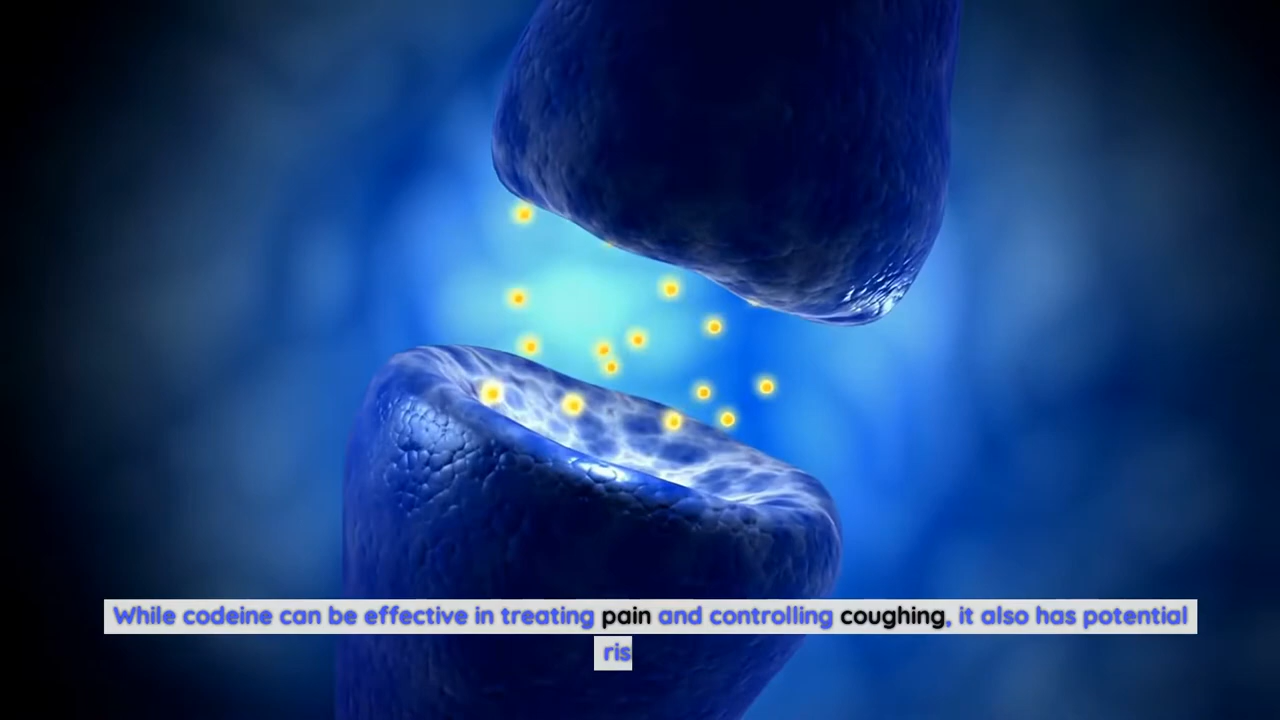 While codeine can be effective in treating pain and controlling coughing, it also has potential
ris